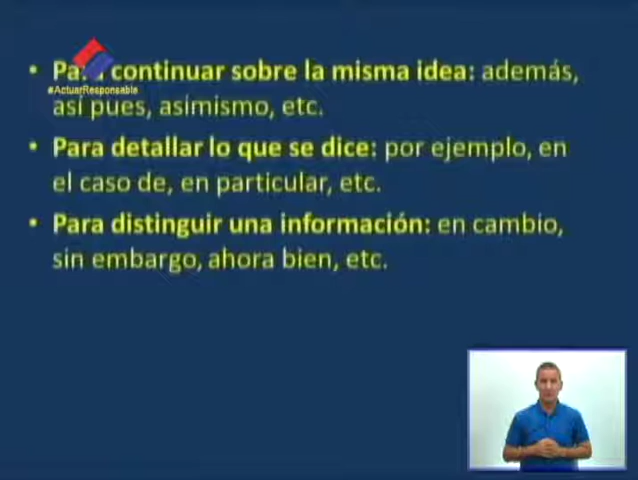 • Para continuar sobre la misma idea: además,
#ActuarResponsable
así pues, asimismo, etc.
• Para detallar lo que se dice: por ejemplo, en
el caso de, en particular, etc.
• Para distinguir una información: en cambio,
sin embargo, ahora bien, etc.